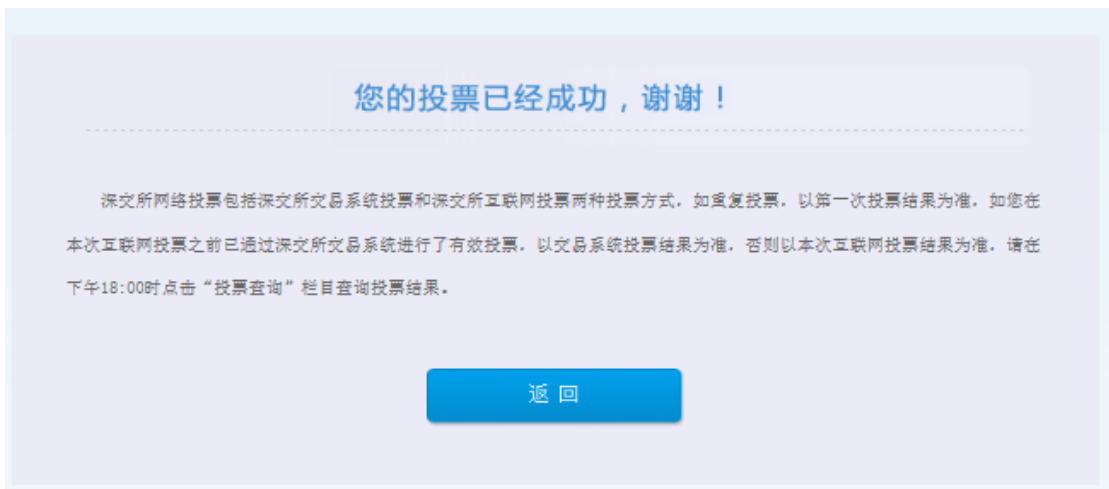 您的投票已经成功，谢谢！
深交所网络投票包括深交所交易系统投票和深交所互联网投票两种投票方式，如重复投票，以第一次投票结果为准，如您在
本次互联网投票之前已通过深交所交易系统进行了有效投票，以交易系统投票结果为准，否则以本次互联网投票结果为准，请在
下午18:00时点击“投票查询”栏目查询投票结果。
返 回